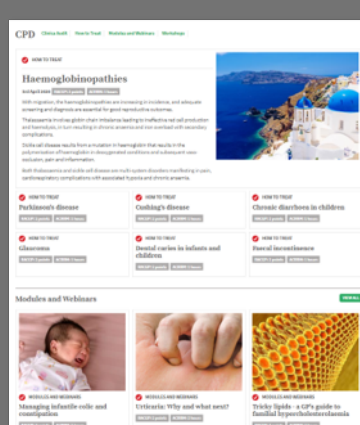 CPD Clinical Audit How to Treat Modules and Webinars Workshops
HOW TO TREAT
Haemoglobinopathies
With migration, the haemoglobinopathies are increasing in incidence, and adequate
screening and diagnosis are essential for good reproductive outcomes.
Thalassaemia involves globin chain imbalance leading to ineffective red cell production
and haemolysis, in turn resulting in chronic anaemia and iron overload with secondary
complications.
Sickle cell disease results from a mutation in haemoglobin that results in the
polymerisation of haemoglobin in deoxygenated conditions and subsequent vaso-
occlusion, pain and inflammation.
Both thalassaemia and sickle cell disease are multi-system disorders manifesting in pain,
cardiorespiratory complications with associated hypoxia and chronic anaemia.
HOW TO TREAT
Parkinson's disease
HOW TO TREAT
Cushing's disease
HOW TO TREAT
Chronic diarrhoea in children
HOW TO TREAT
Glaucoma
HOW TO TREAT
Dental caries in infants and
children
HOW TO TREAT
Faecal incontinence
Modules and Webinars
VIEW ALL
MODULES AND WEBINARS
Managing infantile colic and
constipation
MODULES AND WEBINARS
Urticaria: Why and what next?
MODULES AND WEBINARS
Tricky lipids - a GP's guide to
familial hypercholesterolaemia